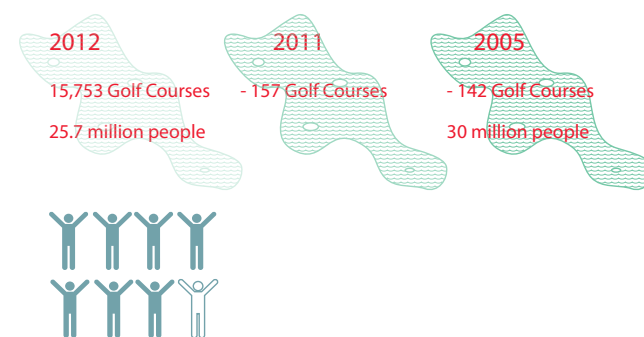 2012
15,753 Golf Courses
25.7 million people
2011
- 157 Golf Courses
2005
- 142 Golf Courses
30 million people